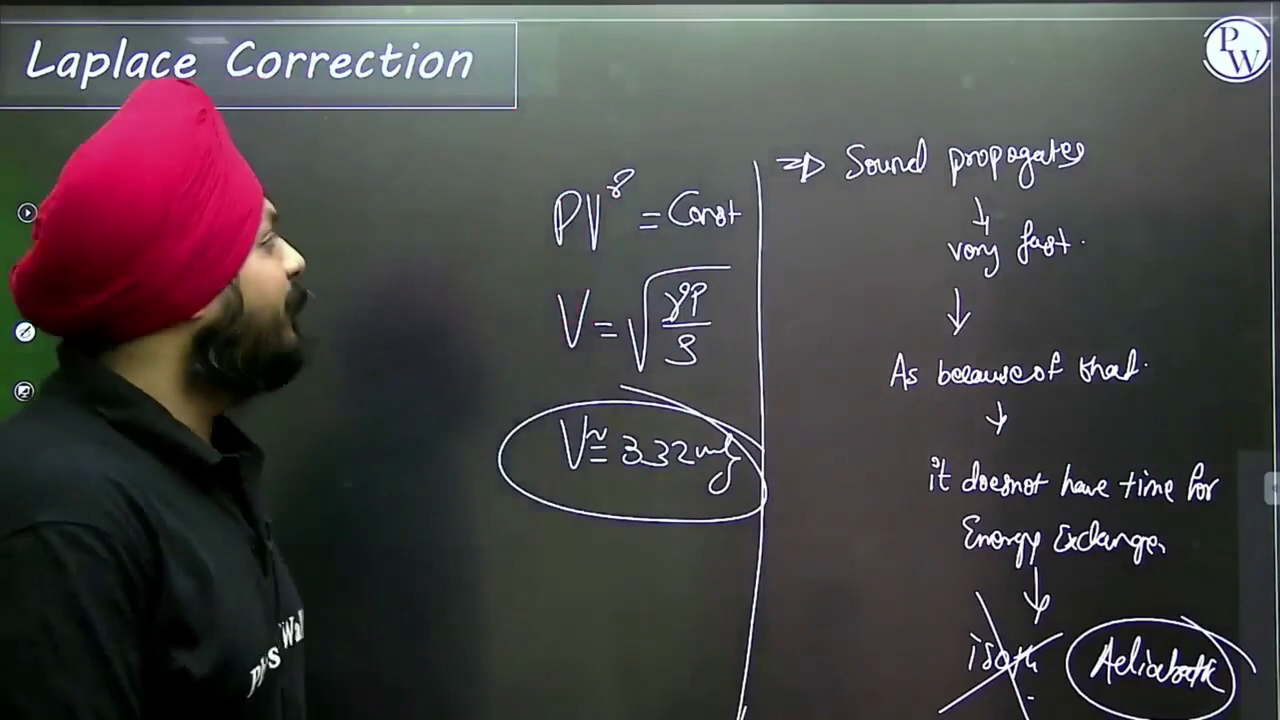 Laplace Correction
PW
PV^γ = Const
V = √(γP/ρ)
V ≅ 332 m/s
⇒ Sound propogates
↓
very fast.
↓
As because of that.
↓
it doesnot have time for
Energy Exchange,
↓
isoth
Adiabatic